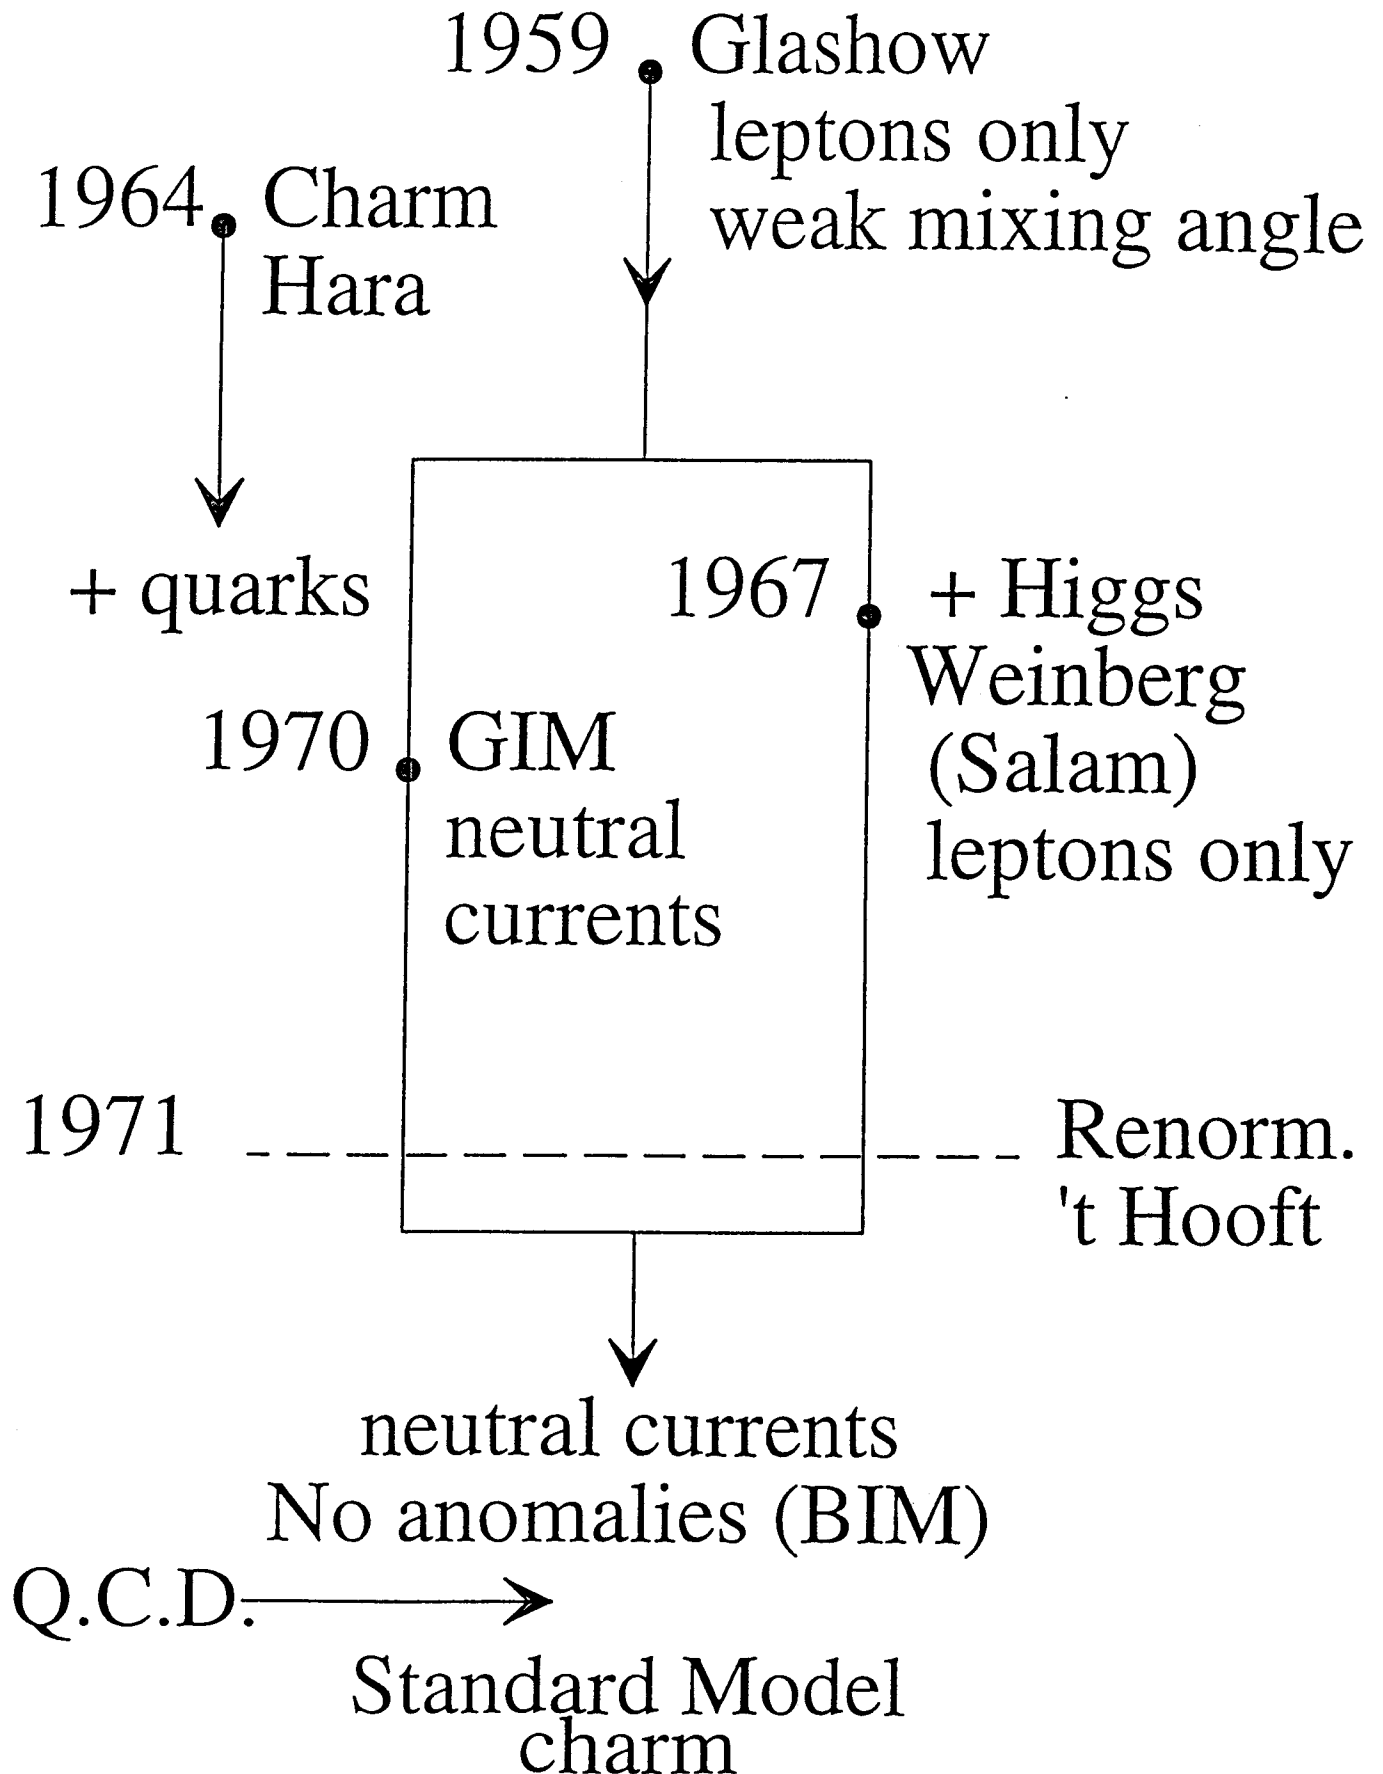 1959 Glashow
leptons only
weak mixing angle
1964 Charm
Hara
+ quarks
1967 + Higgs
Weinberg
(Salam)
leptons only
1970 GIM
neutral
currents
1971 Renorm.
't Hooft
neutral currents
No anomalies (BIM)
Q.C.D.
Standard Model
charm